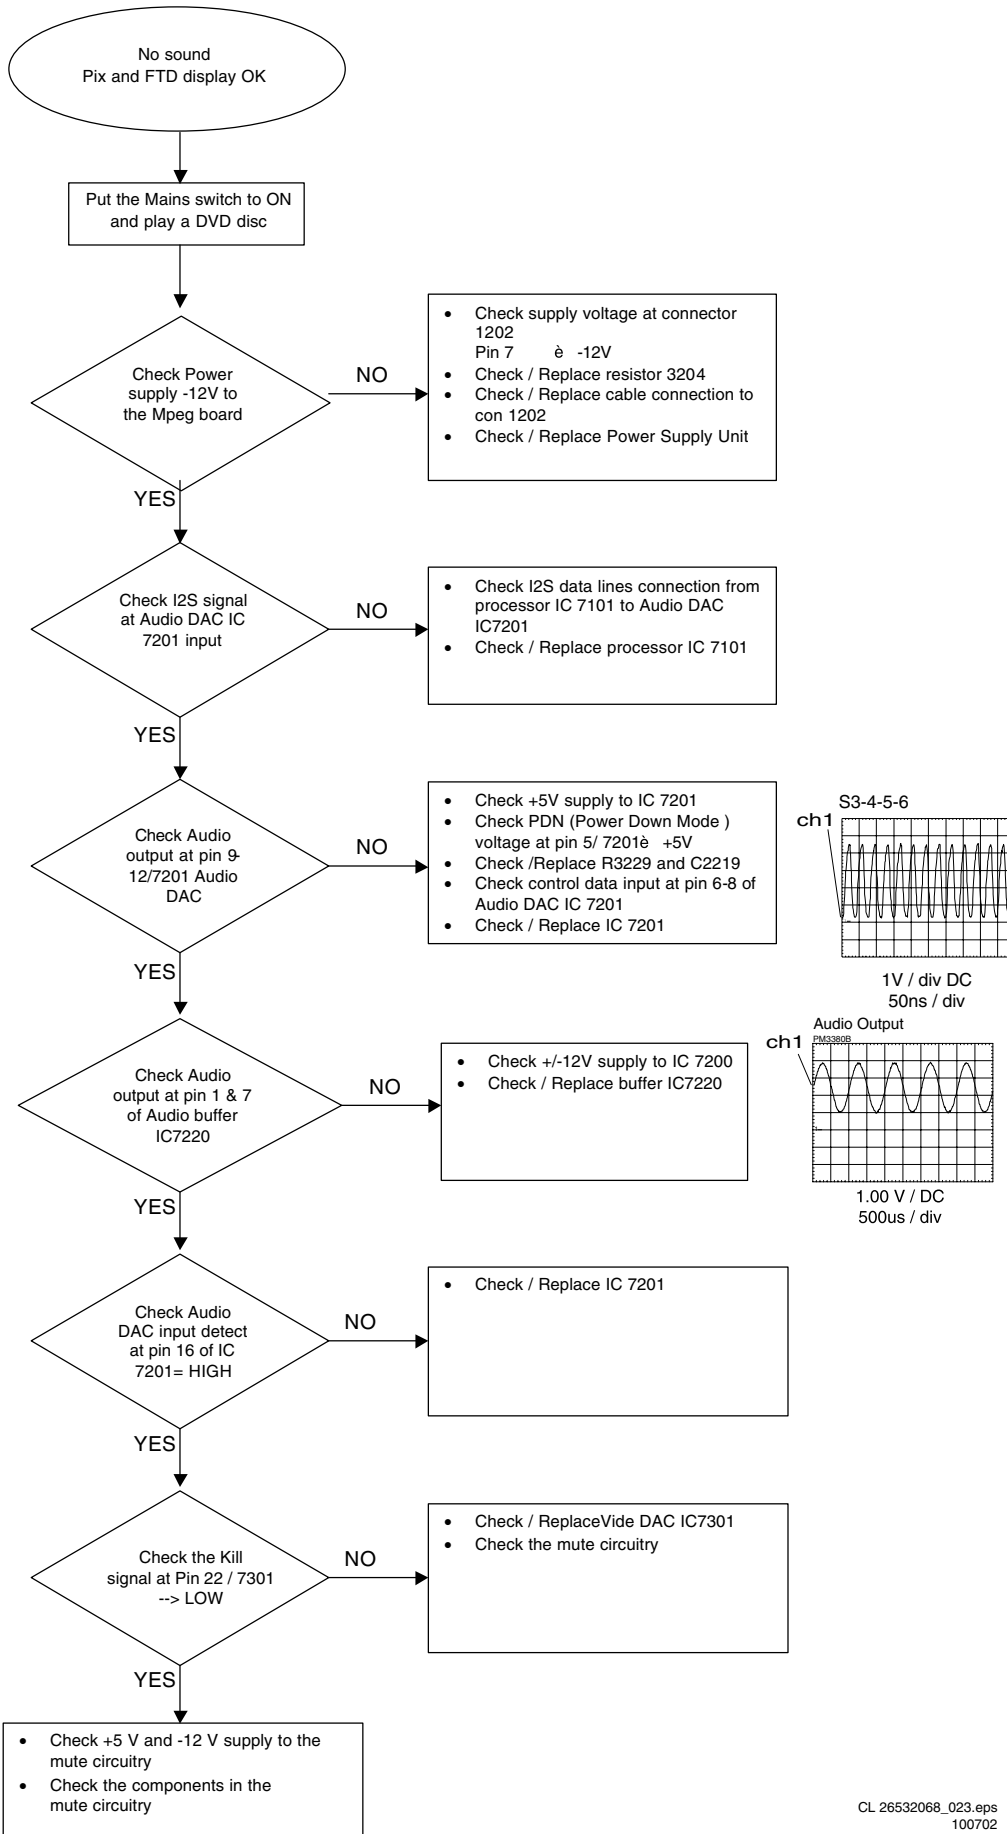 No sound
Pix and FTD display OK
Put the Mains switch to ON
and play a DVD disc
Check Power
supply -12V to
the Mpeg board
NO
• Check supply voltage at connector
1202
Pin 7 è -12V
• Check / Replace resistor 3204
• Check / Replace cable connection to
con 1202
• Check / Replace Power Supply Unit
YES
Check I2S signal
at Audio DAC IC
7201 input
NO
• Check I2S data lines connection from
processor IC 7101 to Audio DAC
IC7201
• Check / Replace processor IC 7101
YES
Check Audio
output at pin 9-
12/7201 Audio
DAC
NO
• Check +5V supply to IC 7201
• Check PDN (Power Down Mode )
voltage at pin 5/ 7201è +5V
• Check /Replace R3229 and C2219
• Check control data input at pin 6-8 of
Audio DAC IC 7201
• Check / Replace IC 7201
S3-4-5-6
ch1
1V / div DC
50ns / div
YES
Check Audio
output at pin 1 & 7
of Audio buffer
IC7220
NO
• Check +/-12V supply to IC 7200
• Check / Replace buffer IC7220
Audio Output
ch1
PM3380B
1.00 V / DC
500us / div
YES
Check Audio
DAC input detect
at pin 16 of IC
7201= HIGH
NO
• Check / Replace IC 7201
YES
Check the Kill
signal at Pin 22 / 7301
--> LOW
NO
• Check / ReplaceVide DAC IC7301
• Check the mute circuitry
YES
• Check +5 V and -12 V supply to the
mute circuitry
• Check the components in the
mute circuitry
CL 26532068_023.eps
100702